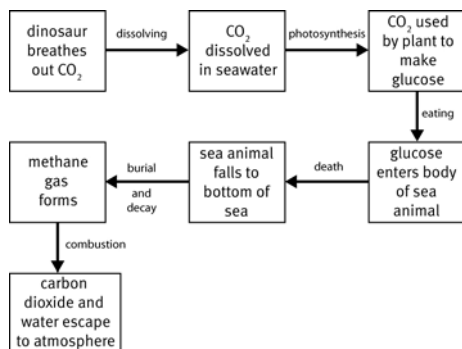 dinosaur
breathes
out CO₂
dissolving
CO₂
dissolved
in seawater
photosynthesis
CO₂ used
by plant to
make
glucose
eating
glucose
enters body
of sea
animal
death
sea animal
falls to
bottom of
sea
burial
and
decay
methane
gas
forms
combustion
carbon
dioxide and
water escape
to atmosphere